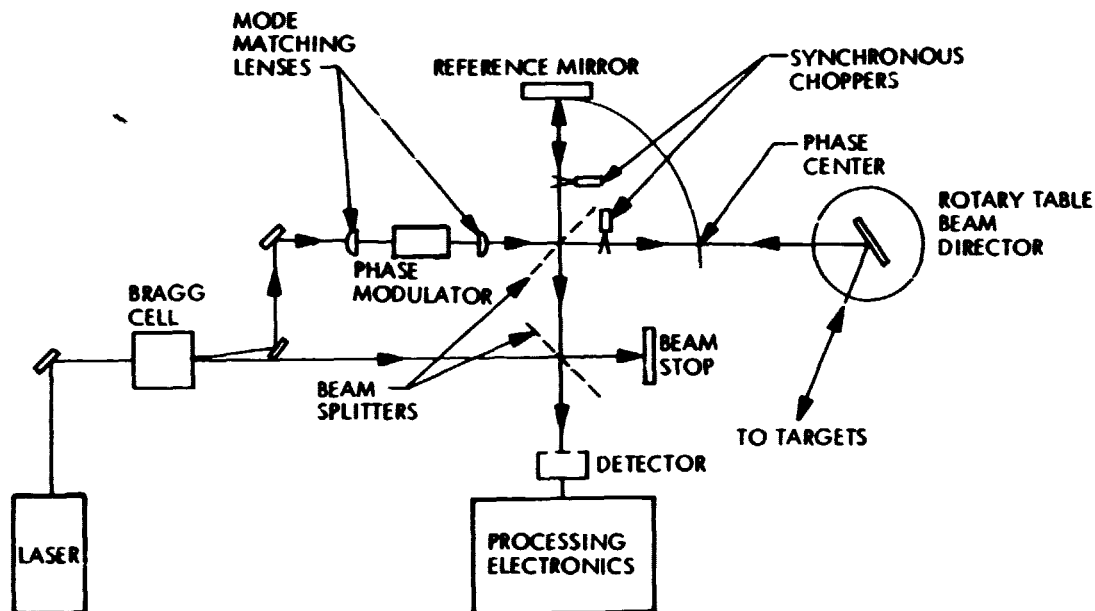 MODE
MATCHING
LENSES
REFERENCE MIRROR
SYNCHRONOUS
CHOPPERS
PHASE
CENTER
ROTARY TABLE
BEAM
DIRECTOR
PHASE
MODULATOR
BRAGG
CELL
BEAM
STOP
BEAM
SPLITTERS
TO TARGETS
DETECTOR
LASER
PROCESSING
ELECTRONICS